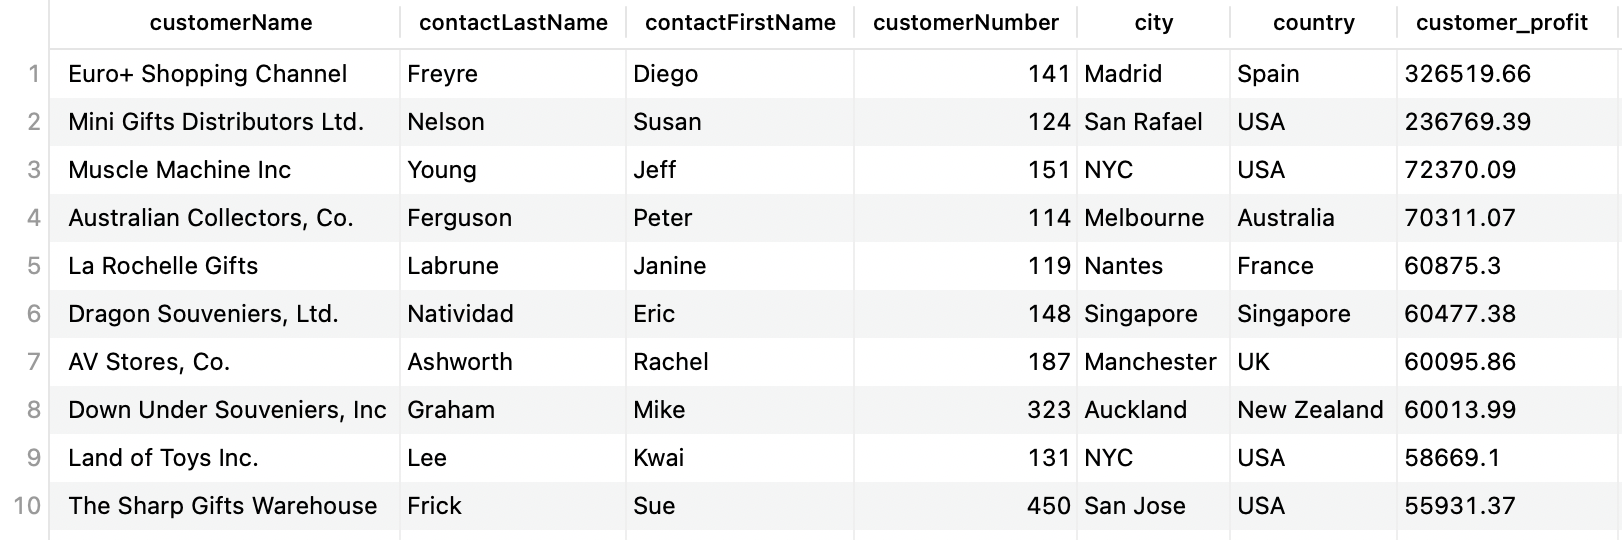 customerName contactLastName contactFirstName customerNumber city country customer_profit
1 Euro+ Shopping Channel Freyre Diego 141 Madrid Spain 326519.66
2 Mini Gifts Distributors Ltd. Nelson Susan 124 San Rafael USA 236769.39
3 Muscle Machine Inc Young Jeff 151 NYC USA 72370.09
4 Australian Collectors, Co. Ferguson Peter 114 Melbourne Australia 70311.07
5 La Rochelle Gifts Labrune Janine 119 Nantes France 60875.3
6 Dragon Souveniers, Ltd. Natividad Eric 148 Singapore Singapore 60477.38
7 AV Stores, Co. Ashworth Rachel 187 Manchester UK 60095.86
8 Down Under Souveniers, Inc Graham Mike 323 Auckland New Zealand 60013.99
9 Land of Toys Inc. Lee Kwai 131 NYC USA 58669.1
10 The Sharp Gifts Warehouse Frick Sue 450 San Jose USA 55931.37